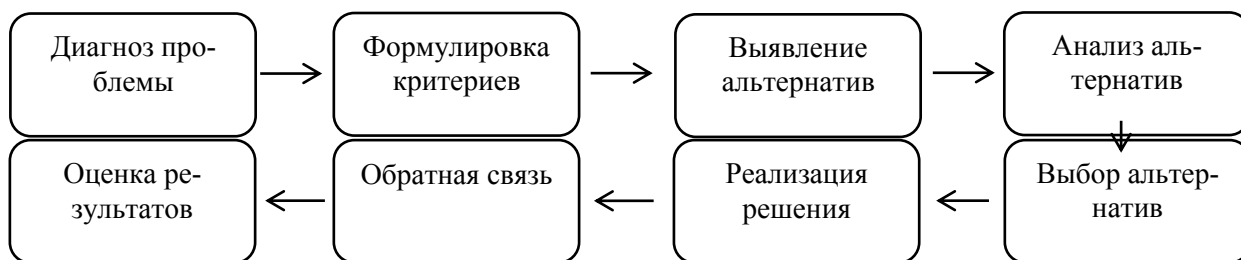 Диагноз про-
блемы
Формулировка
критериев
Выявление
альтернатив
Анализ аль-
тернатив
Оценка ре-
зультатов
Обратная связь
Реализация
решения
Выбор альтер-
натив